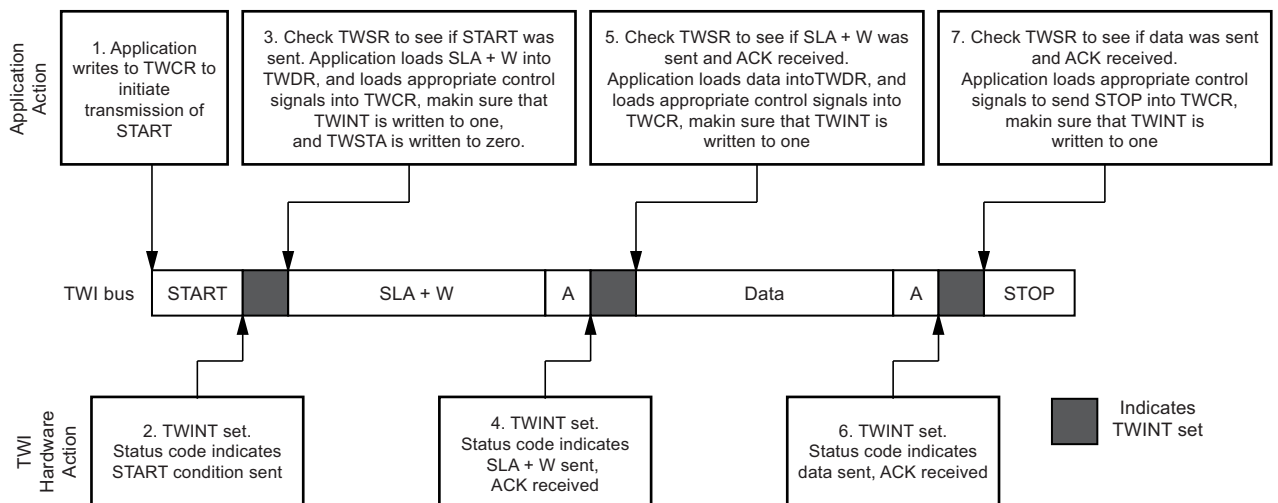 Application
Action
1. Application
writes to TWCR to
initiate
transmission of
START
3. Check TWSR to see if START was
sent. Application loads SLA + W into
TWDR, and loads appropriate control
signals into TWCR, makin sure that
TWINT is written to one,
and TWSTA is written to zero.
5. Check TWSR to see if SLA + W was
sent and ACK received.
Application loads data intoTWDR, and
loads appropriate control signals into
TWCR, makin sure that TWINT is
written to one
7. Check TWSR to see if data was sent
and ACK received.
Application loads appropriate control
signals to send STOP into TWCR,
makin sure that TWINT is
written to one
TWI bus
START
SLA + W
A
Data
A
STOP
TWI
Hardware
Action
2. TWINT set.
Status code indicates
START condition sent
4. TWINT set.
Status code indicates
SLA + W sent,
ACK received
6. TWINT set.
Status code indicates
data sent, ACK received
Indicates
TWINT set